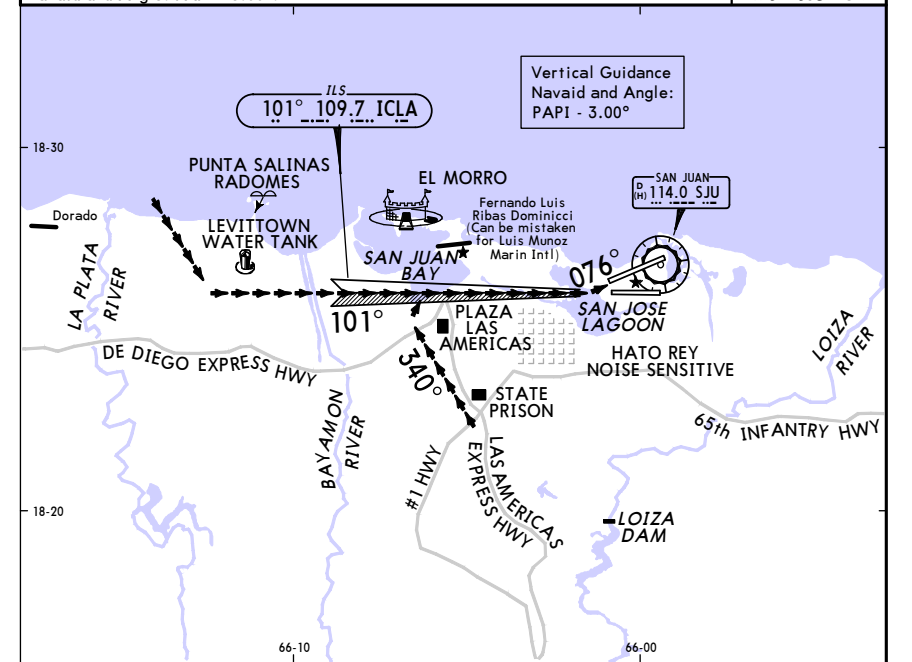 Vertical Guidance
Navaid and Angle:
PAPI - 3.00°
ILS
101° 109.7 ICLA
18-30
PUNTA SALINAS
RADOMES
EL MORRO
SAN JUAN
D
(H) 114.0 SJU
Dorado
LEVITTOWN
WATER TANK
Fernando Luis
Ribas Dominicci
(Can be mistaken
for Luis Munoz
Marin Intl)
SAN JUAN
BAY
076°
LA PLATA
RIVER
101°
PLAZA
LAS
AMERICAS
SAN JOSE
LAGOON
LOIZA
RIVER
DE DIEGO EXPRESS HWY
340°
HATO REY
NOISE SENSITIVE
STATE
PRISON
BAYAMON
RIVER
65th INFANTRY HWY
#1 HWY
LAS AMERICAS
EXPRESS HWY
18-20
LOIZA
DAM
66-10
66-00